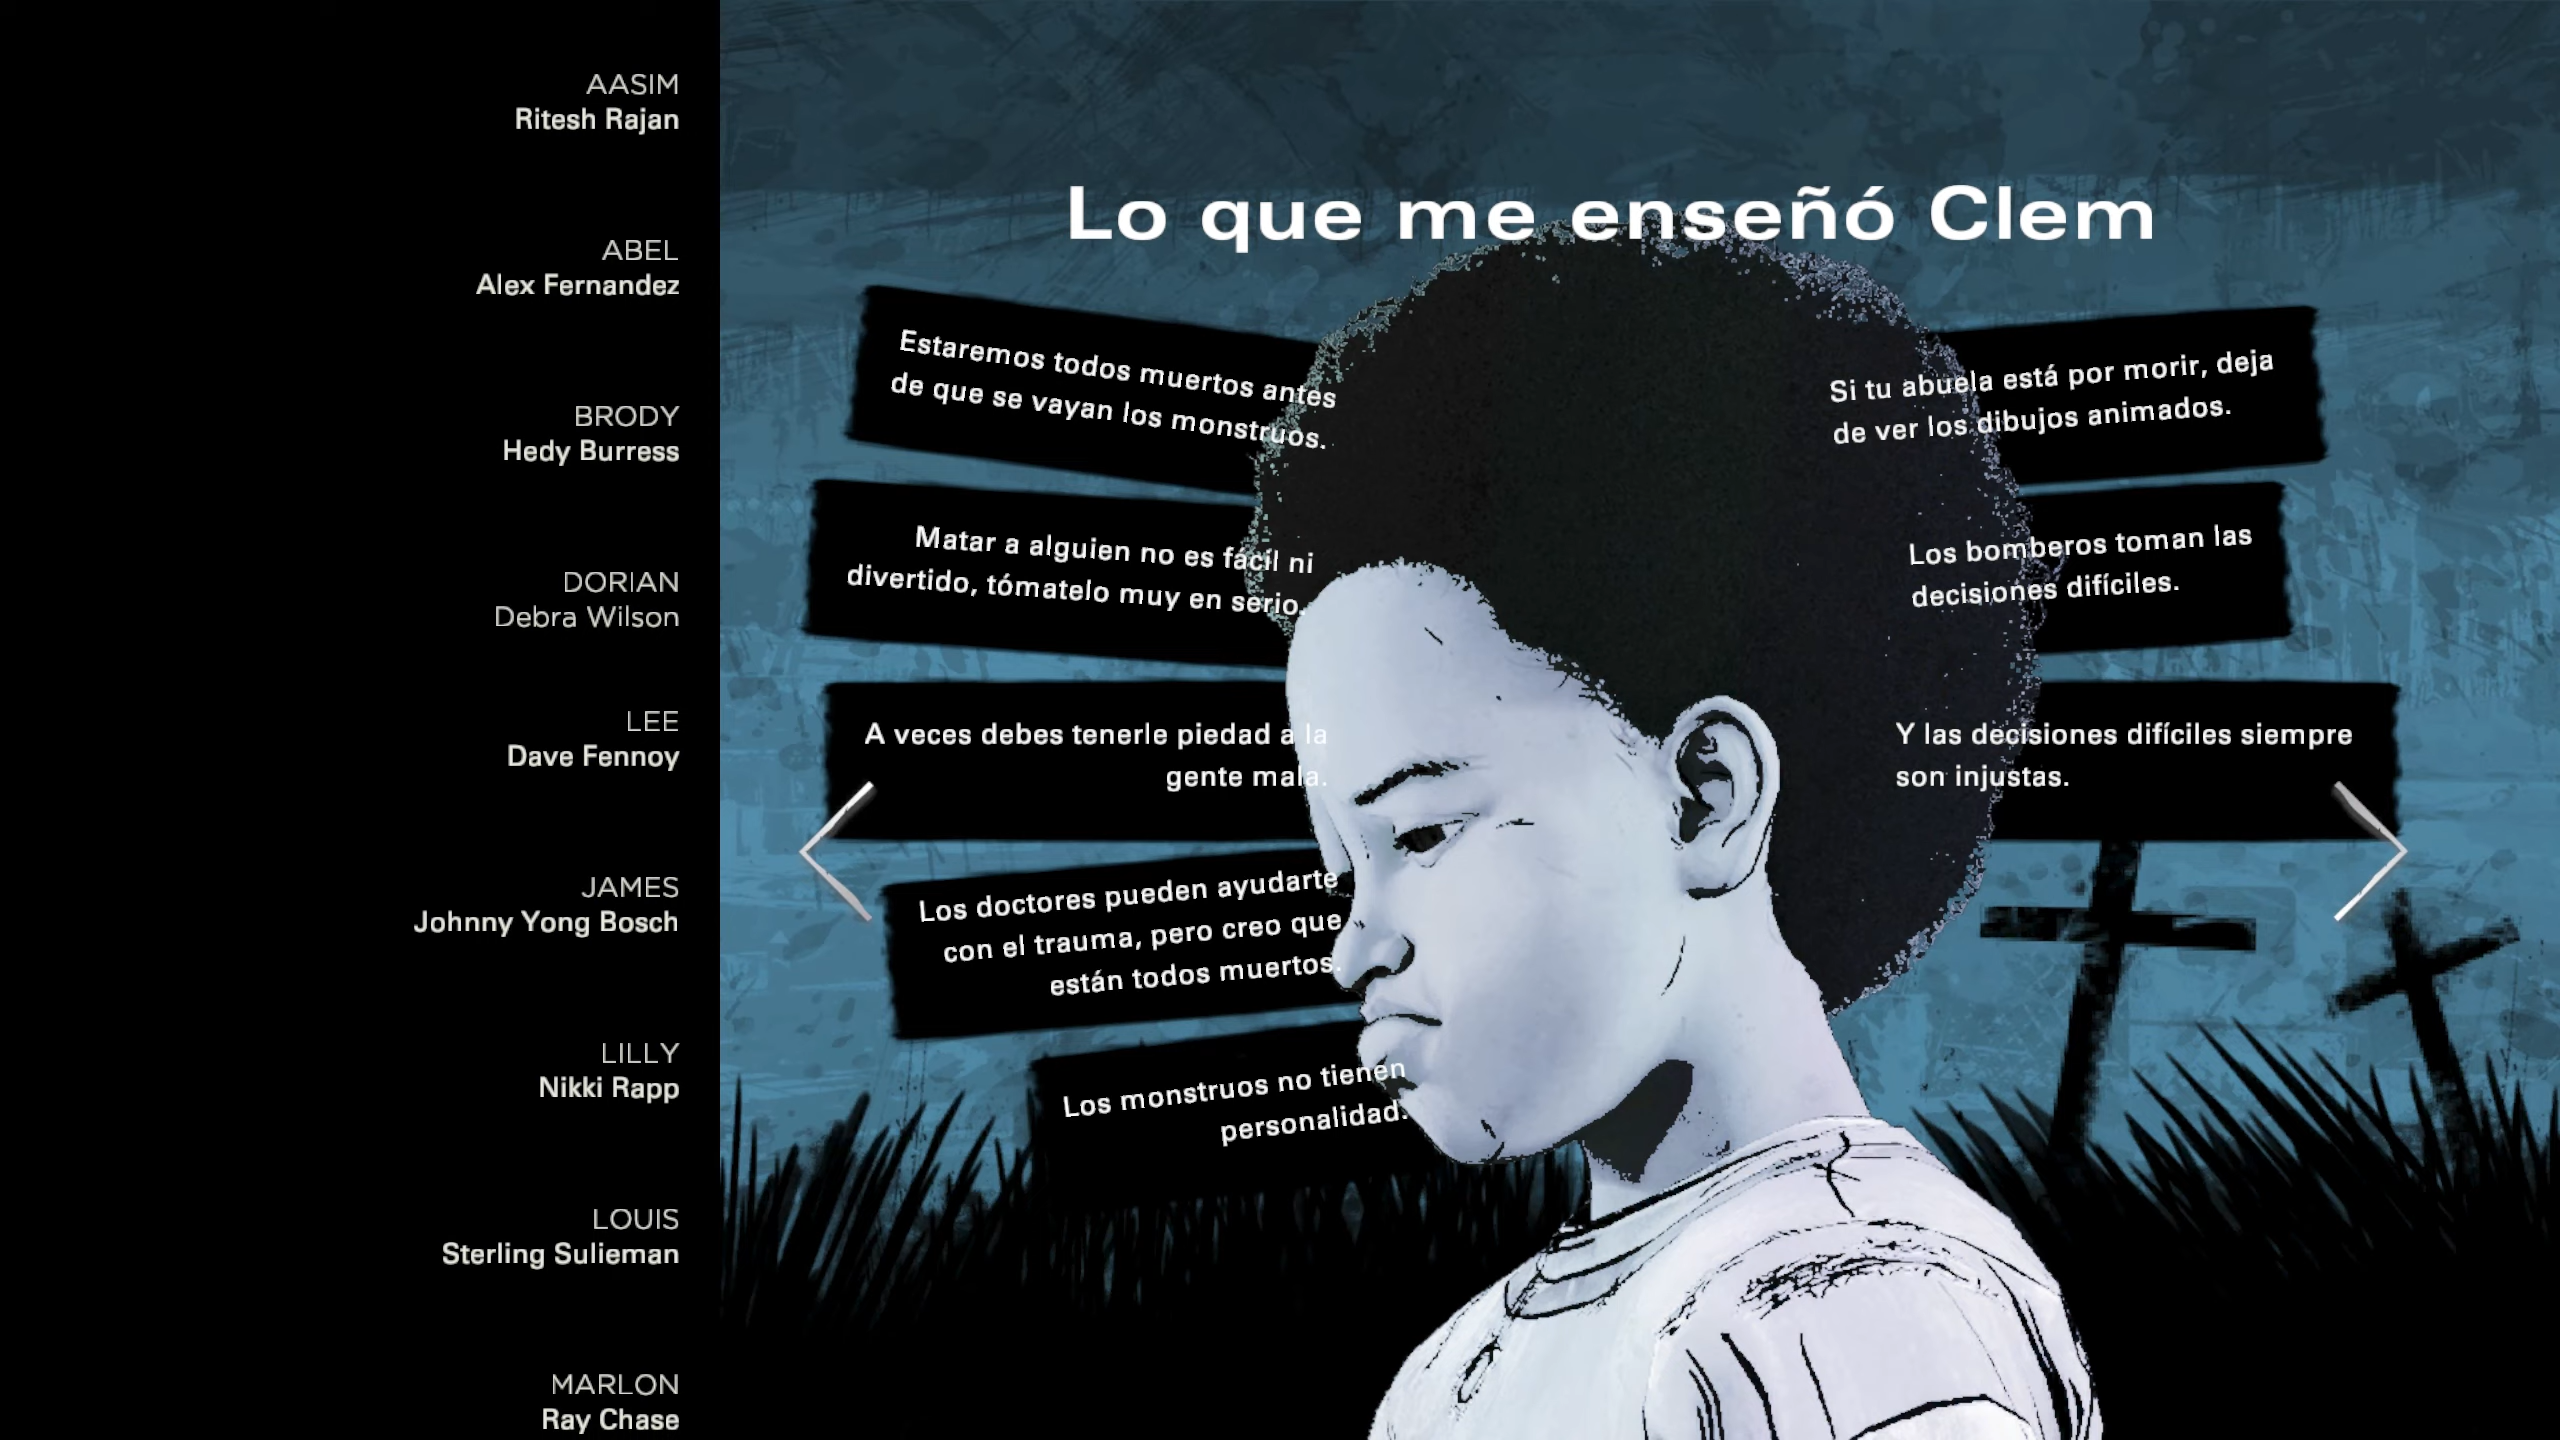 AASIM
Ritesh Rajan
ABEL
Alex Fernandez
BRODY
Hedy Burress
DORIAN
Debra Wilson
LEE
Dave Fennoy
JAMES
Johnny Yong Bosch
LILLY
Nikki Rapp
LOUIS
Sterling Sulieman
MARLON
Ray Chase
Lo que me enseñó Clem
Estaremos todos muertos antes
de que se vayan los monstruos.
Matar a alguien no es fácil ni
divertido, tómatelo muy en serio.
A veces debes tenerle piedad a la
gente mala.
Los doctores pueden ayudarte
con el trauma, pero creo que
están todos muertos.
Los monstruos no tienen
personalidad.
Si tu abuela está por morir, deja
de ver los dibujos animados.
Los bomberos toman las
decisiones difíciles.
Y las decisiones difíciles siempre
son injustas.